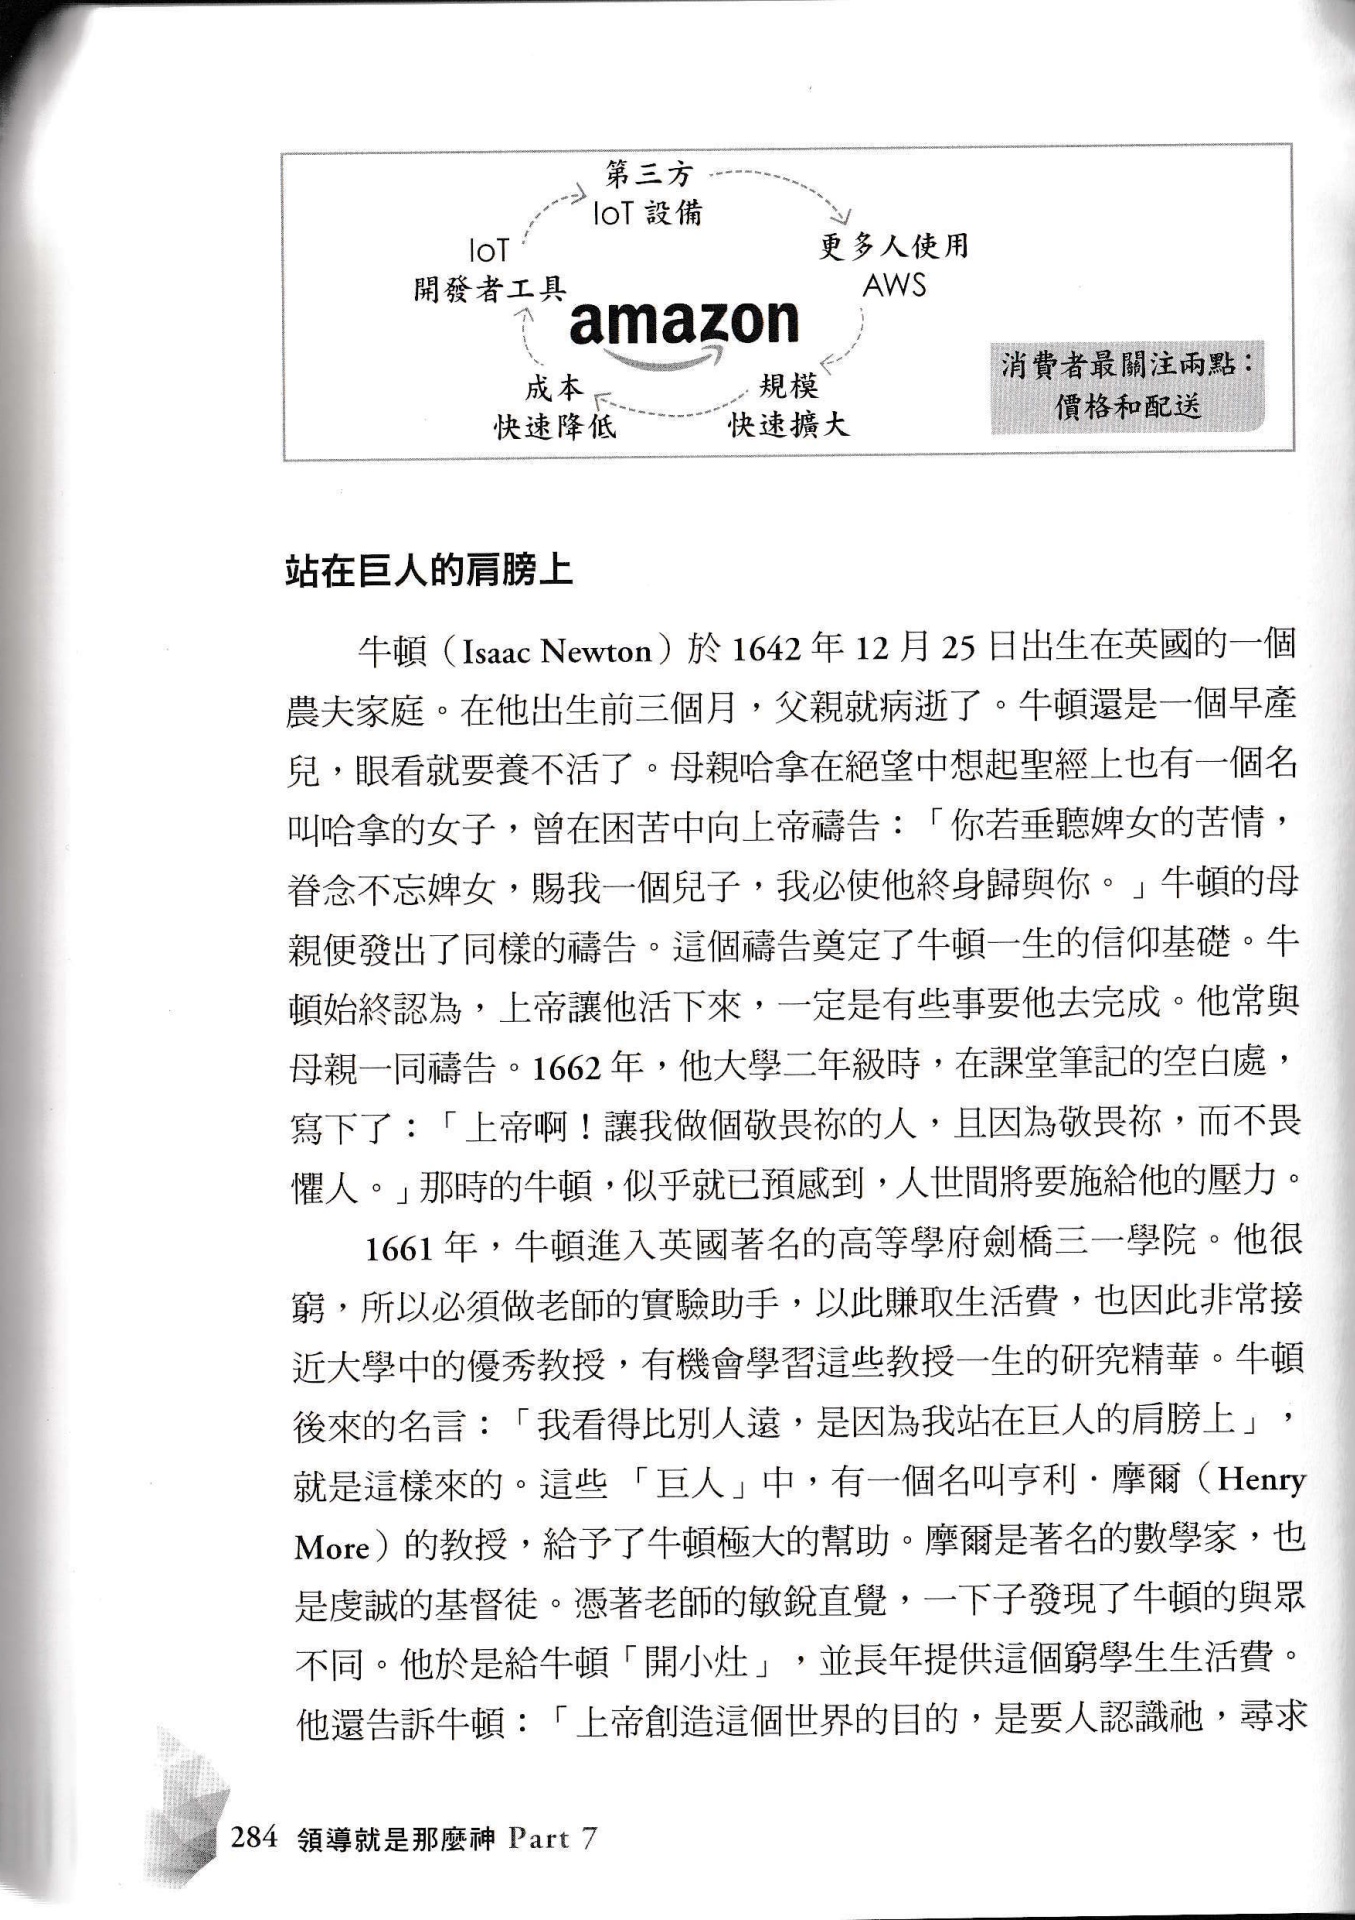 第三方
IoT 設備
更多人使用
AWS
規模
快速擴大
成本
快速降低
IoT
開發者工具
amazon
消費者最關注兩點：
價格和配送
站在巨人的肩膀上
牛頓（Isaac Newton）於 1642 年 12 月 25 日出生在英國的一個
農夫家庭。在他出生前三個月，父親就病逝了。牛頓還是一個早產
兒，眼看就要養不活了。母親哈拿在絕望中想起聖經上也有一個名
叫哈拿的女子，曾在困苦中向上帝禱告：「你若垂聽婢女的苦情，
眷念不忘婢女，賜我一個兒子，我必使他終身歸與你。」牛頓的母
親便發出了同樣的禱告。這個禱告奠定了牛頓一生的信仰基礎。牛
頓始終認為，上帝讓他活下來，一定是有些事要他去完成。他常與
母親一同禱告。1662 年，他大學二年級時，在課堂筆記的空白處，
寫下了：「上帝啊！讓我做個敬畏祢的人，且因為敬畏祢，而不畏
懼人。」那時的牛頓，似乎就已預感到，人世間將要施給他的壓力。
1661 年，牛頓進入英國著名的高等學府劍橋三一學院。他很
窮，所以必須做老師的實驗助手，以此賺取生活費，也因此非常接
近大學中的優秀教授，有機會學習這些教授一生的研究精華。牛頓
後來的名言：「我看得比別人遠，是因為我站在巨人的肩膀上」，
就是這樣來的。這些「巨人」中，有一個名叫亨利．摩爾（Henry
More）的教授，給予了牛頓極大的幫助。摩爾是著名的數學家，也
是虔誠的基督徒。憑著老師的敏銳直覺，一下子發現了牛頓的與眾
不同。他於是給牛頓「開小灶」，並長年提供這個窮學生生活費。
他還告訴牛頓：「上帝創造這個世界的目的，是要人認識祂，尋求
284 領導就是那麼神 Part 7